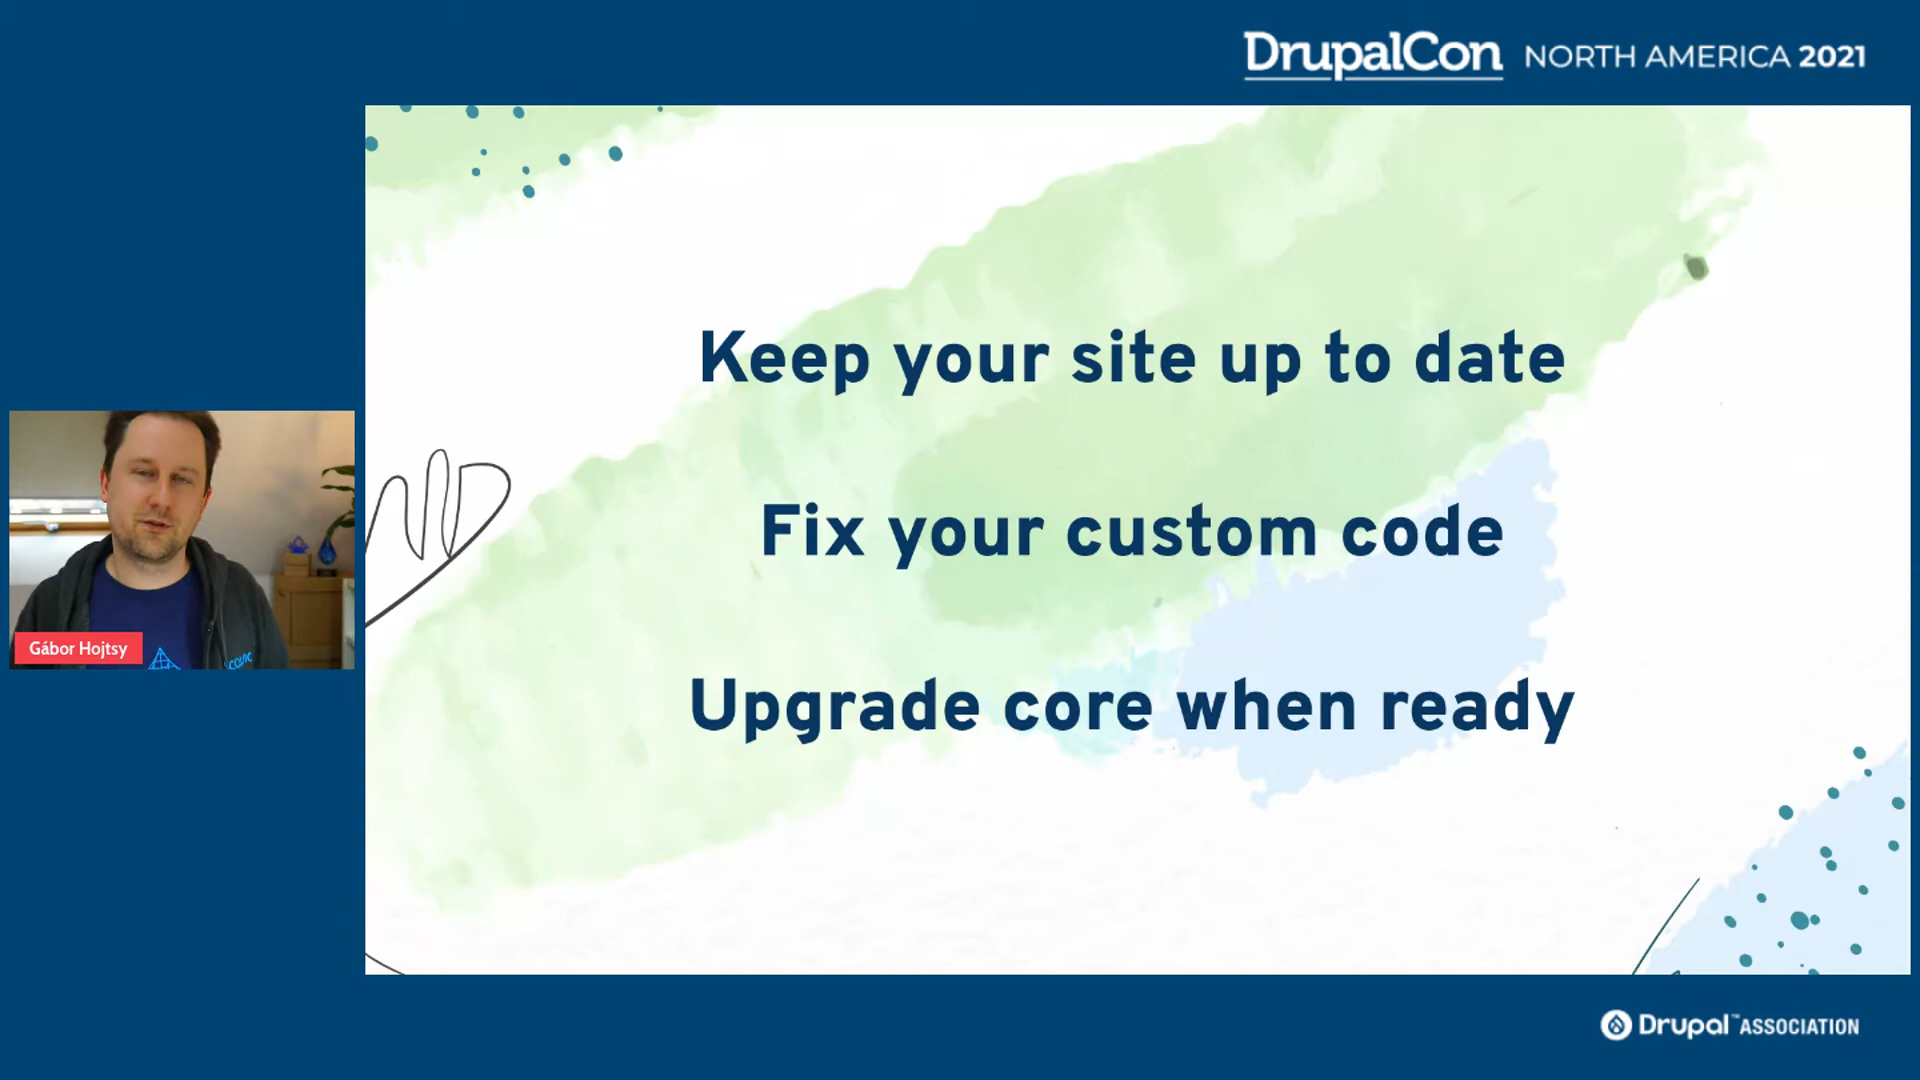 DrupalCon NORTH AMERICA 2021
Keep your site up to date
Fix your custom code
Upgrade core when ready
Gábor Hojtsy
Drupal™ ASSOCIATION